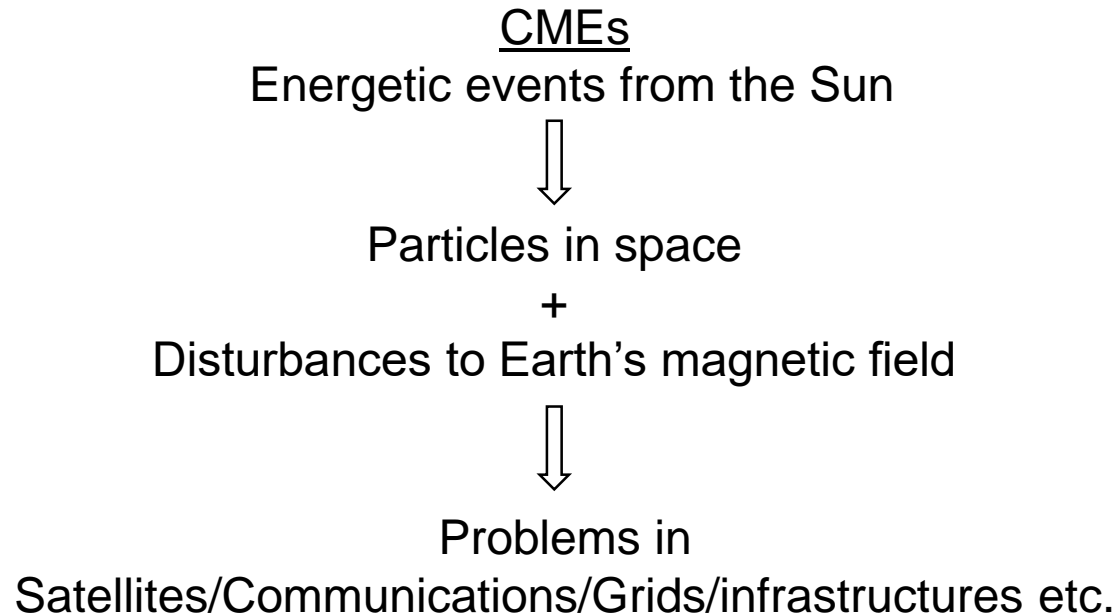 CMEs
Energetic events from the Sun
Particles in space
+
Disturbances to Earth’s magnetic field
Problems in
Satellites/Communications/Grids/infrastructures etc